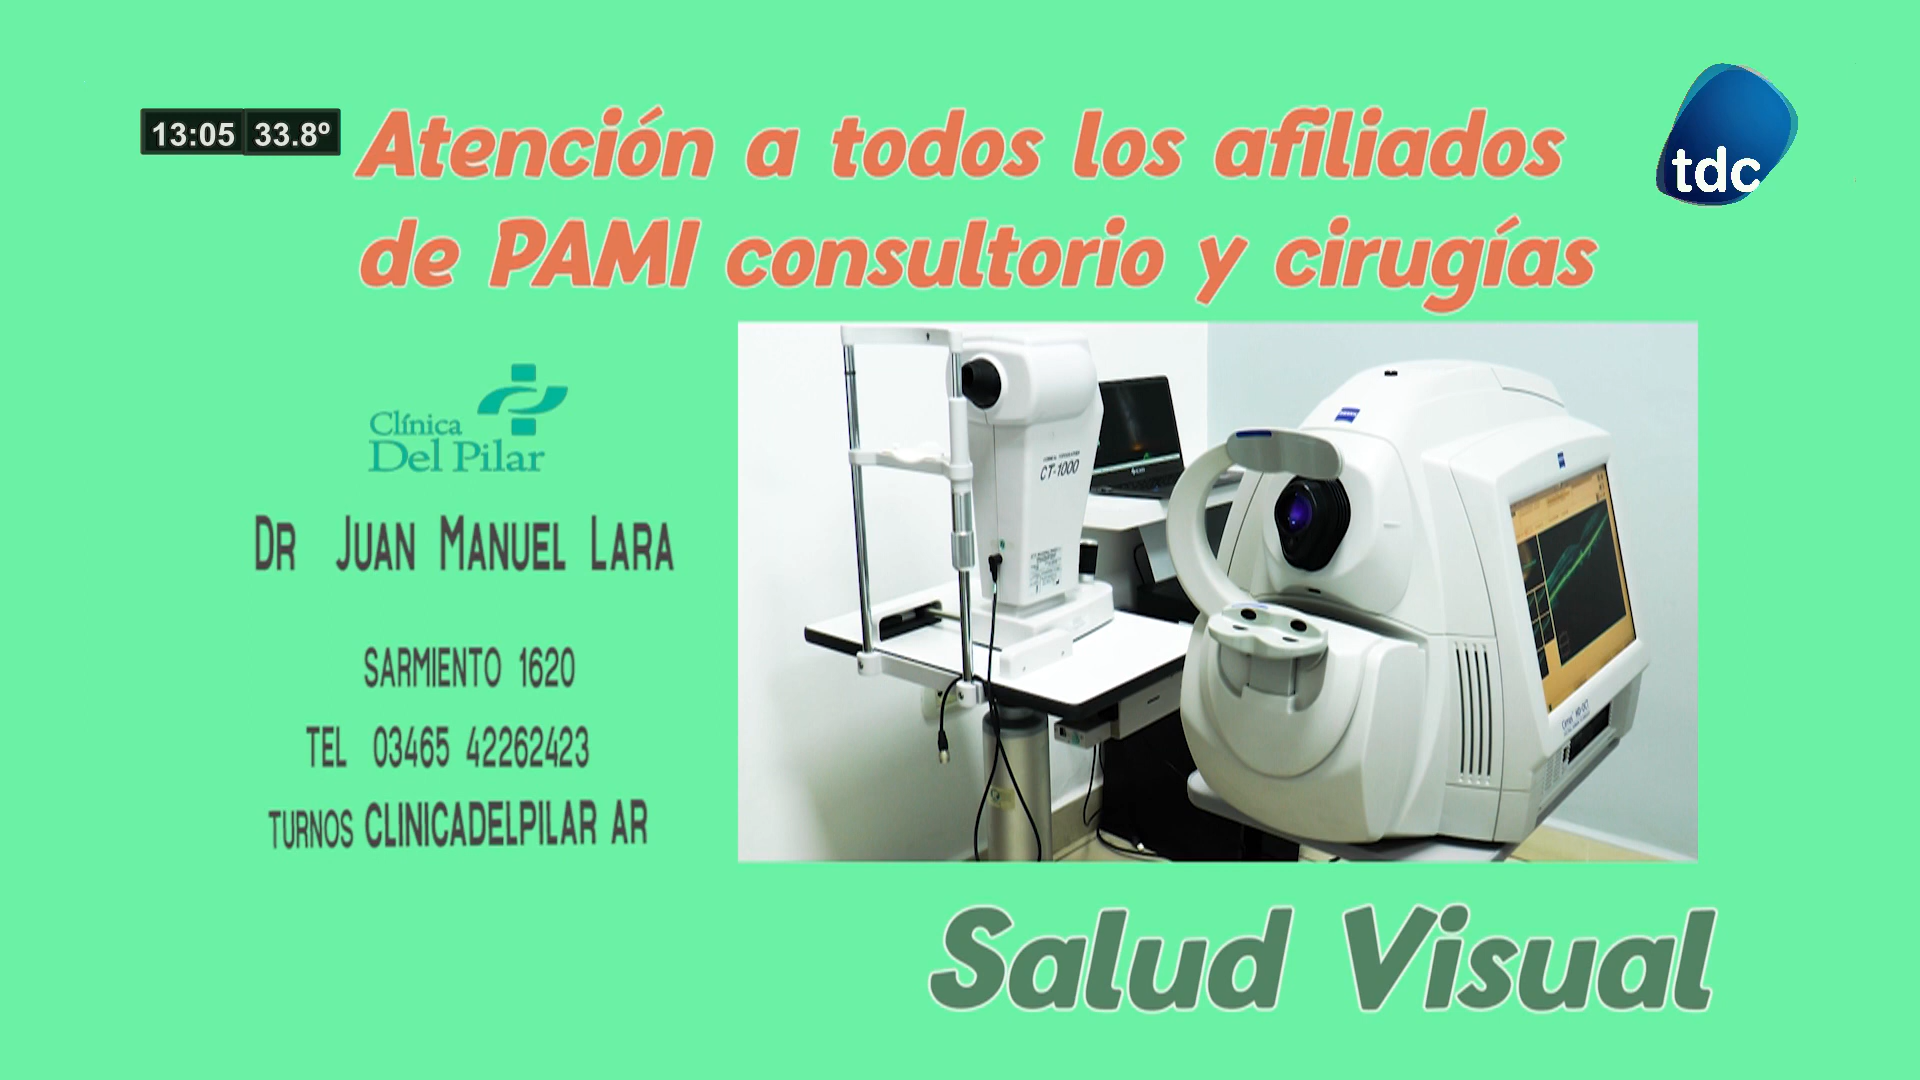 13:05 33.8º
Atención a todos los afiliados
de PAMI consultorio y cirugías
tdc
Clínica
Del Pilar
DR JUAN MANUEL LARA
SARMIENTO 1620
TEL 03465 42262423
TURNOS CLINICADELPILAR AR
CT-1000
Salud Visual